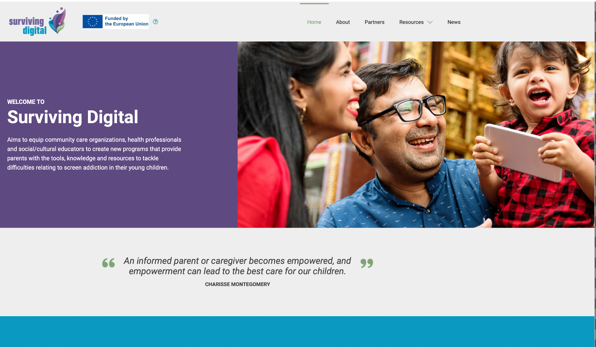 surviving
digital
Funded by
the European Union
Home
About
Partners
Resources
News
WELCOME TO
Surviving Digital
Aims to equip community care organizations, health professionals
and social/cultural educators to create new programs that provide
parents with the tools, knowledge and resources to tackle
difficulties relating to screen addiction in their young children.
“ An informed parent or caregiver becomes empowered, and ”
empowerment can lead to the best care for our children.
CHARISSE MONTEGOMERY